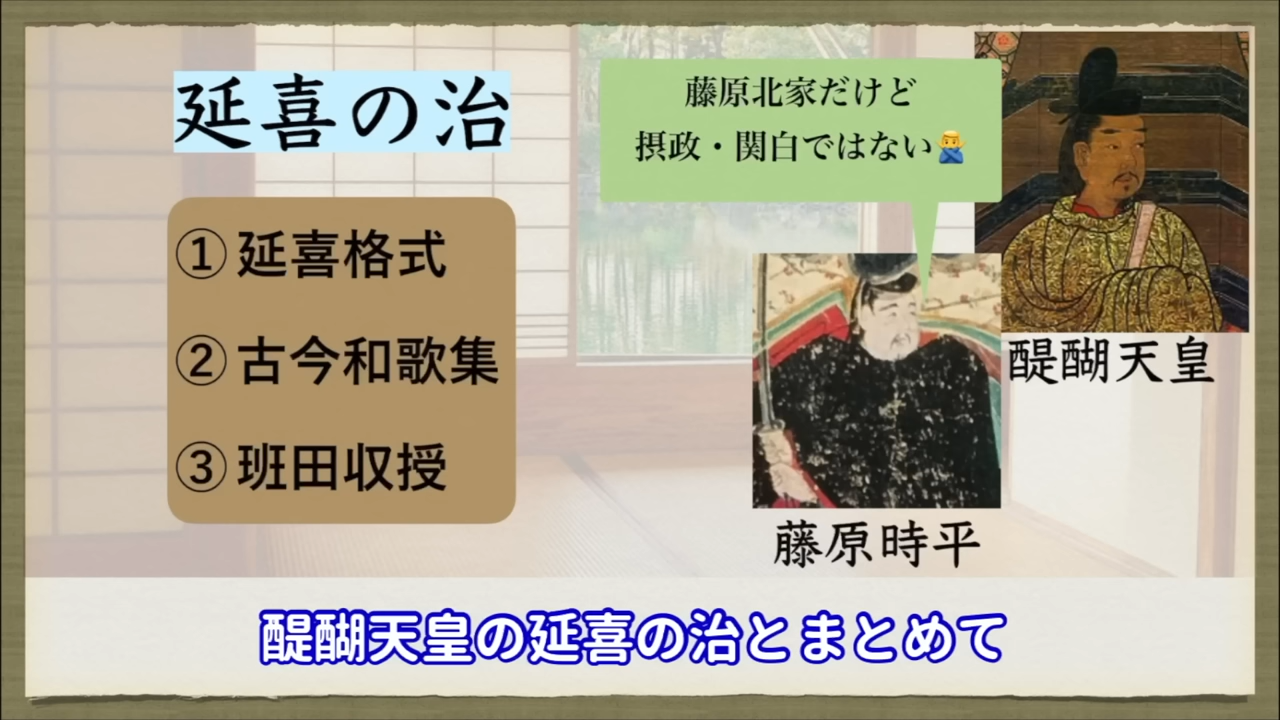 延喜の治
① 延喜格式
② 古今和歌集
③ 班田収授
藤原北家だけど
摂政・関白ではない🙅‍♂️
醍醐天皇
藤原時平
醍醐天皇の延喜の治とまとめて